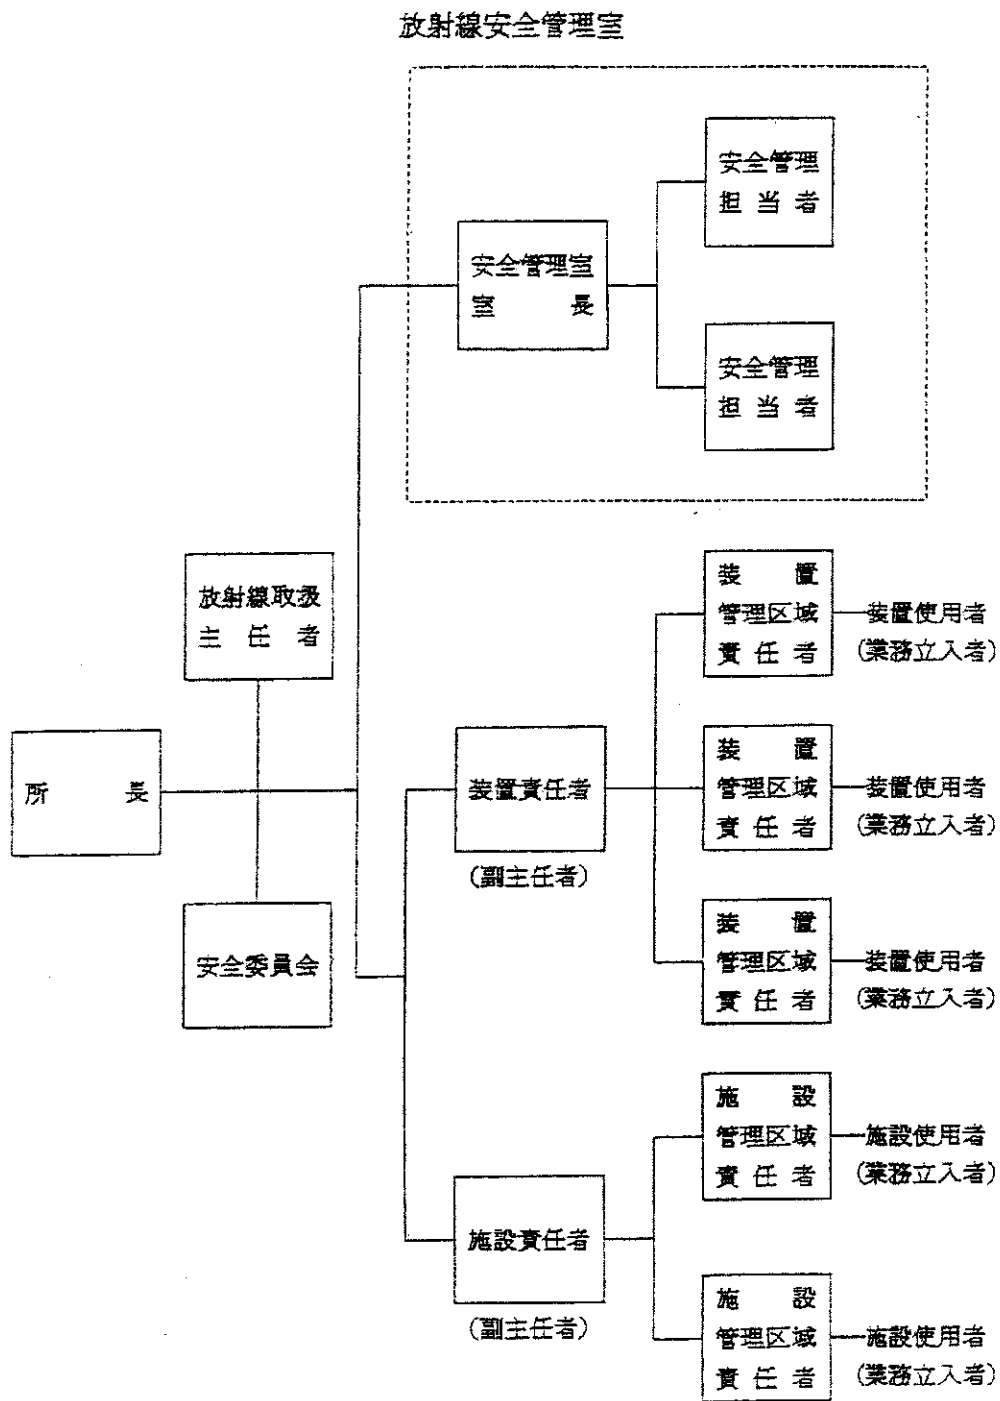 放射線安全管理室
安全管理
担当者
安全管理室
室長
安全管理
担当者
放射線取扱
主任者
所長
安全委員会
装置責任者
(副主任者)
装置
管理区域
責任者
装置使用者
(業務立入者)
装置
管理区域
責任者
装置使用者
(業務立入者)
装置
管理区域
責任者
装置使用者
(業務立入者)
施設責任者
(副主任者)
施設
管理区域
責任者
施設使用者
(業務立入者)
施設
管理区域
責任者
施設使用者
(業務立入者)